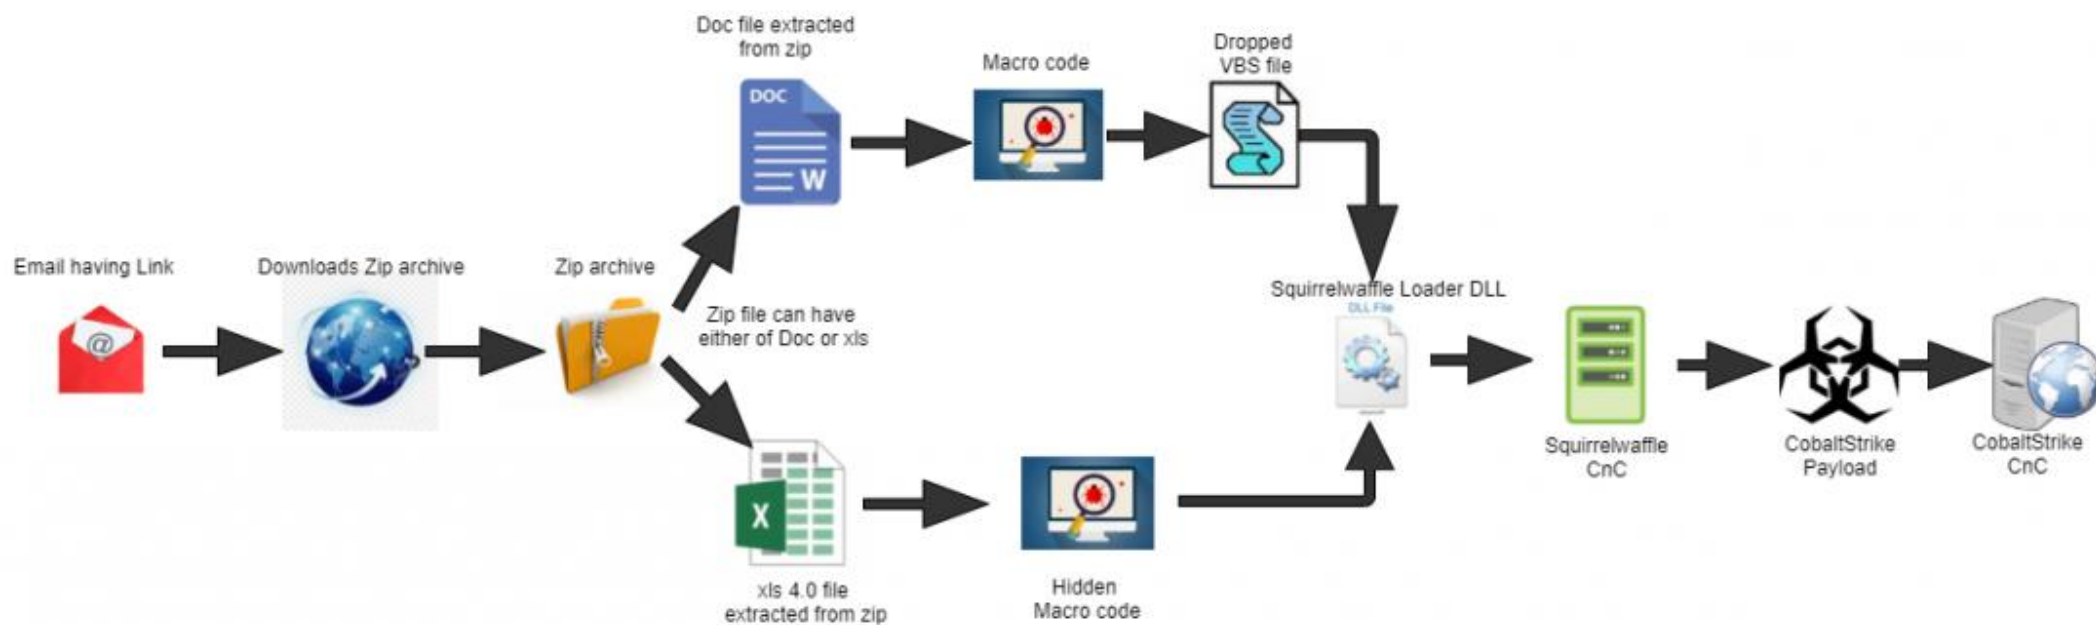 Doc file extracted
from zip
DOC
W
Macro code
Dropped
VBS file
Email having Link
@
Downloads Zip archive
Zip archive
Zip file can have
either of Doc or xls
Squirrelwaffle Loader DLL
DLL File
Squirrelwaffle
CnC
CobaltStrike
Payload
CobaltStrike
CnC
X
xls 4.0 file
extracted from zip
Hidden
Macro code